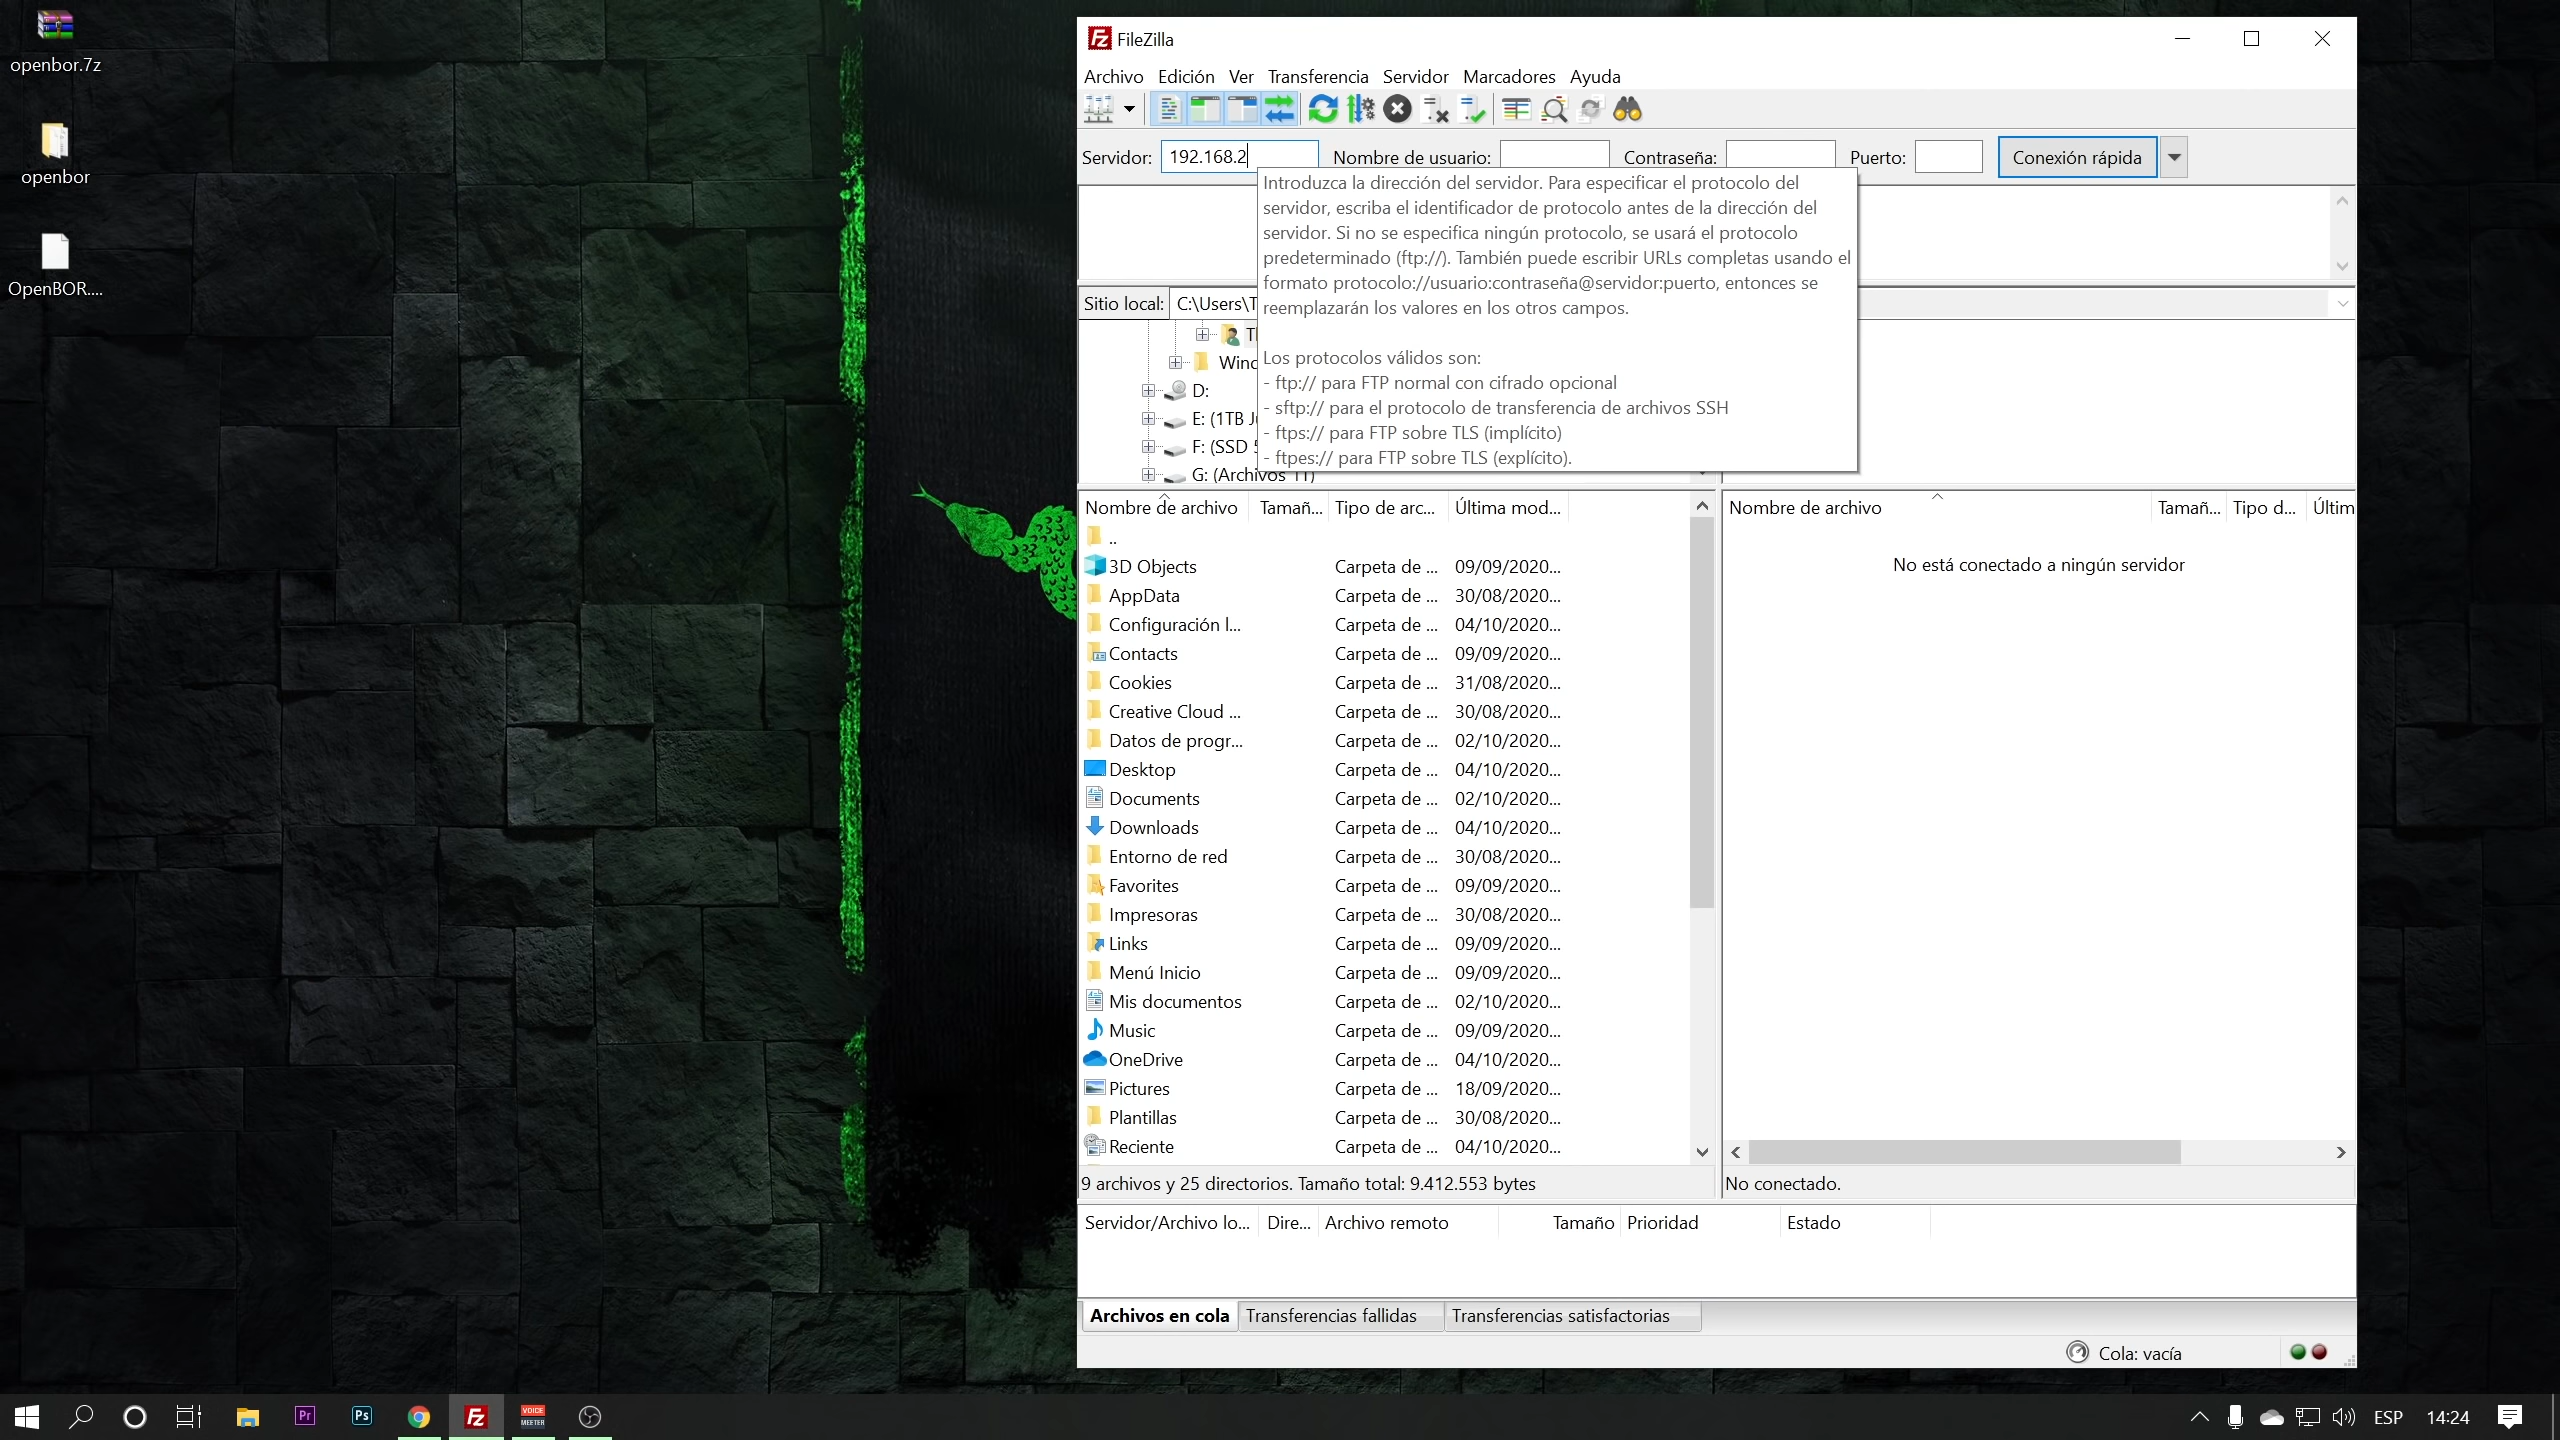 openbor.7z
openbor
OpenBOR....
FileZilla
Archivo Edición Ver Transferencia Servidor Marcadores Ayuda
Servidor: 192.168.2 Nombre de usuario: Contraseña: Puerto: Conexión rápida
Introduzca la dirección del servidor. Para especificar el protocolo del
servidor, escriba el identificador de protocolo antes de la dirección del
servidor. Si no se especifica ningún protocolo, se usará el protocolo
predeterminado (ftp://). También puede escribir URLs completas usando el
formato protocolo://usuario:contraseña@servidor:puerto, entonces se
reemplazarán los valores en los otros campos.
Los protocolos válidos son:
- ftp:// para FTP normal con cifrado opcional
- sftp:// para el protocolo de transferencia de archivos SSH
- ftps:// para FTP sobre TLS (implícito)
- ftpes:// para FTP sobre TLS (explícito).
Sitio local: C:\Users\T
Winc
D:
E: (1TB Ju
F: (SSD 5
G: (Archivos 1T)
Nombre de archivo Tamañ... Tipo de arc... Última mod...
..
3D Objects Carpeta de ... 09/09/2020...
AppData Carpeta de ... 30/08/2020...
Configuración l... Carpeta de ... 04/10/2020...
Contacts Carpeta de ... 09/09/2020...
Cookies Carpeta de ... 31/08/2020...
Creative Cloud ... Carpeta de ... 30/08/2020...
Datos de progr... Carpeta de ... 02/10/2020...
Desktop Carpeta de ... 04/10/2020...
Documents Carpeta de ... 02/10/2020...
Downloads Carpeta de ... 04/10/2020...
Entorno de red Carpeta de ... 30/08/2020...
Favorites Carpeta de ... 09/09/2020...
Impresoras Carpeta de ... 30/08/2020...
Links Carpeta de ... 09/09/2020...
Menú Inicio Carpeta de ... 09/09/2020...
Mis documentos Carpeta de ... 02/10/2020...
Music Carpeta de ... 09/09/2020...
OneDrive Carpeta de ... 04/10/2020...
Pictures Carpeta de ... 18/09/2020...
Plantillas Carpeta de ... 30/08/2020...
Reciente Carpeta de ... 04/10/2020...
9 archivos y 25 directorios. Tamaño total: 9.412.553 bytes
Nombre de archivo Tamañ... Tipo d... Últim
No está conectado a ningún servidor
No conectado.
Servidor/Archivo lo... Dire... Archivo remoto Tamaño Prioridad Estado
Archivos en cola Transferencias fallidas Transferencias satisfactorias
Cola: vacía
Pr Ps Fz VOICE MEETER
ESP 14:24